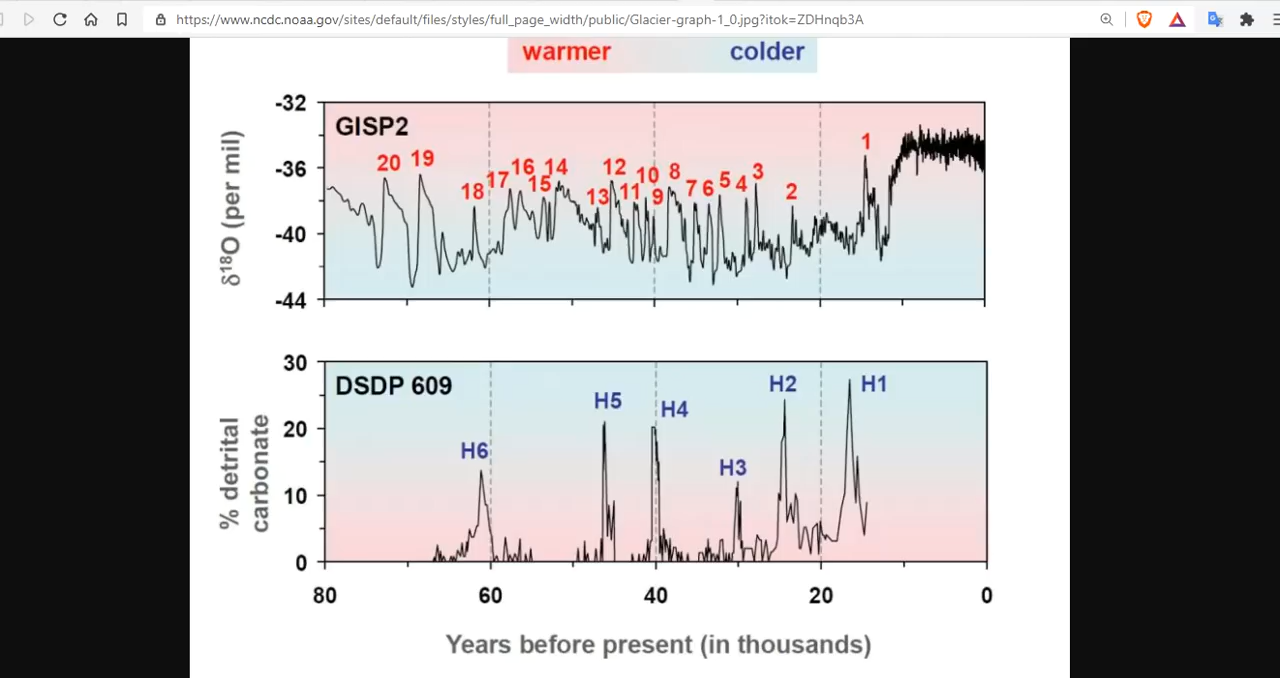 https://www.ncdc.noaa.gov/sites/default/files/styles/full_page_width/public/Glacier-graph-1_0.jpg?itok=ZDHnqb3A
warmer colder
-32
GISP2
-36
-40
-44
δ18O (per mil)
20 19 18 17 16 15 14 13 12 11 10 9 8 7 6 5 4 3 2 1
30
DSDP 609
20
10
0
% detrital
carbonate
H6 H5 H4 H3 H2 H1
80 60 40 20 0
Years before present (in thousands)